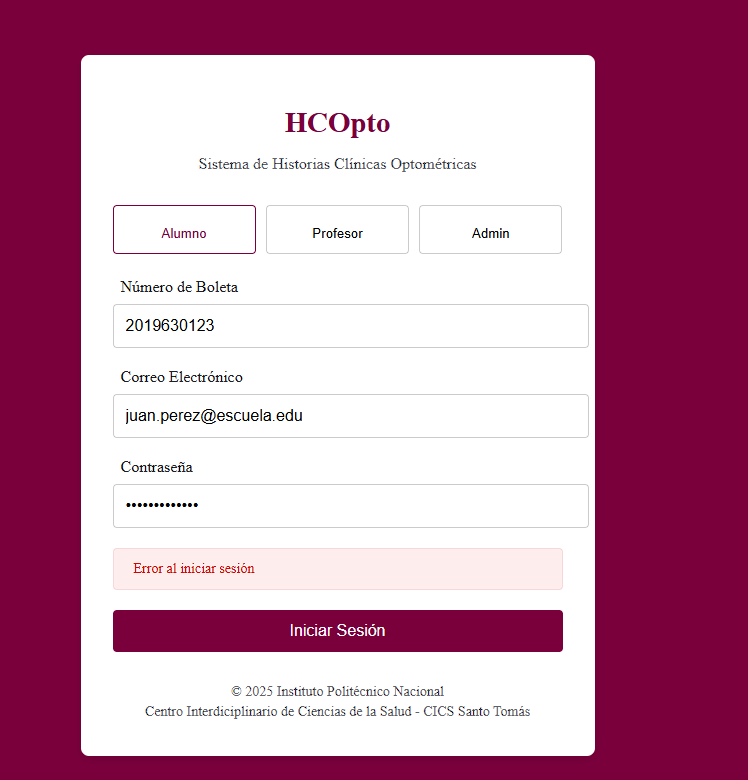 HCOpto
Sistema de Historias Clínicas Optométricas
Alumno Profesor Admin
Número de Boleta
2019630123
Correo Electrónico
juan.perez@escuela.edu
Contraseña
•••••••••••••
Error al iniciar sesión
Iniciar Sesión
© 2025 Instituto Politécnico Nacional
Centro Interdiciplinario de Ciencias de la Salud - CICS Santo Tomás